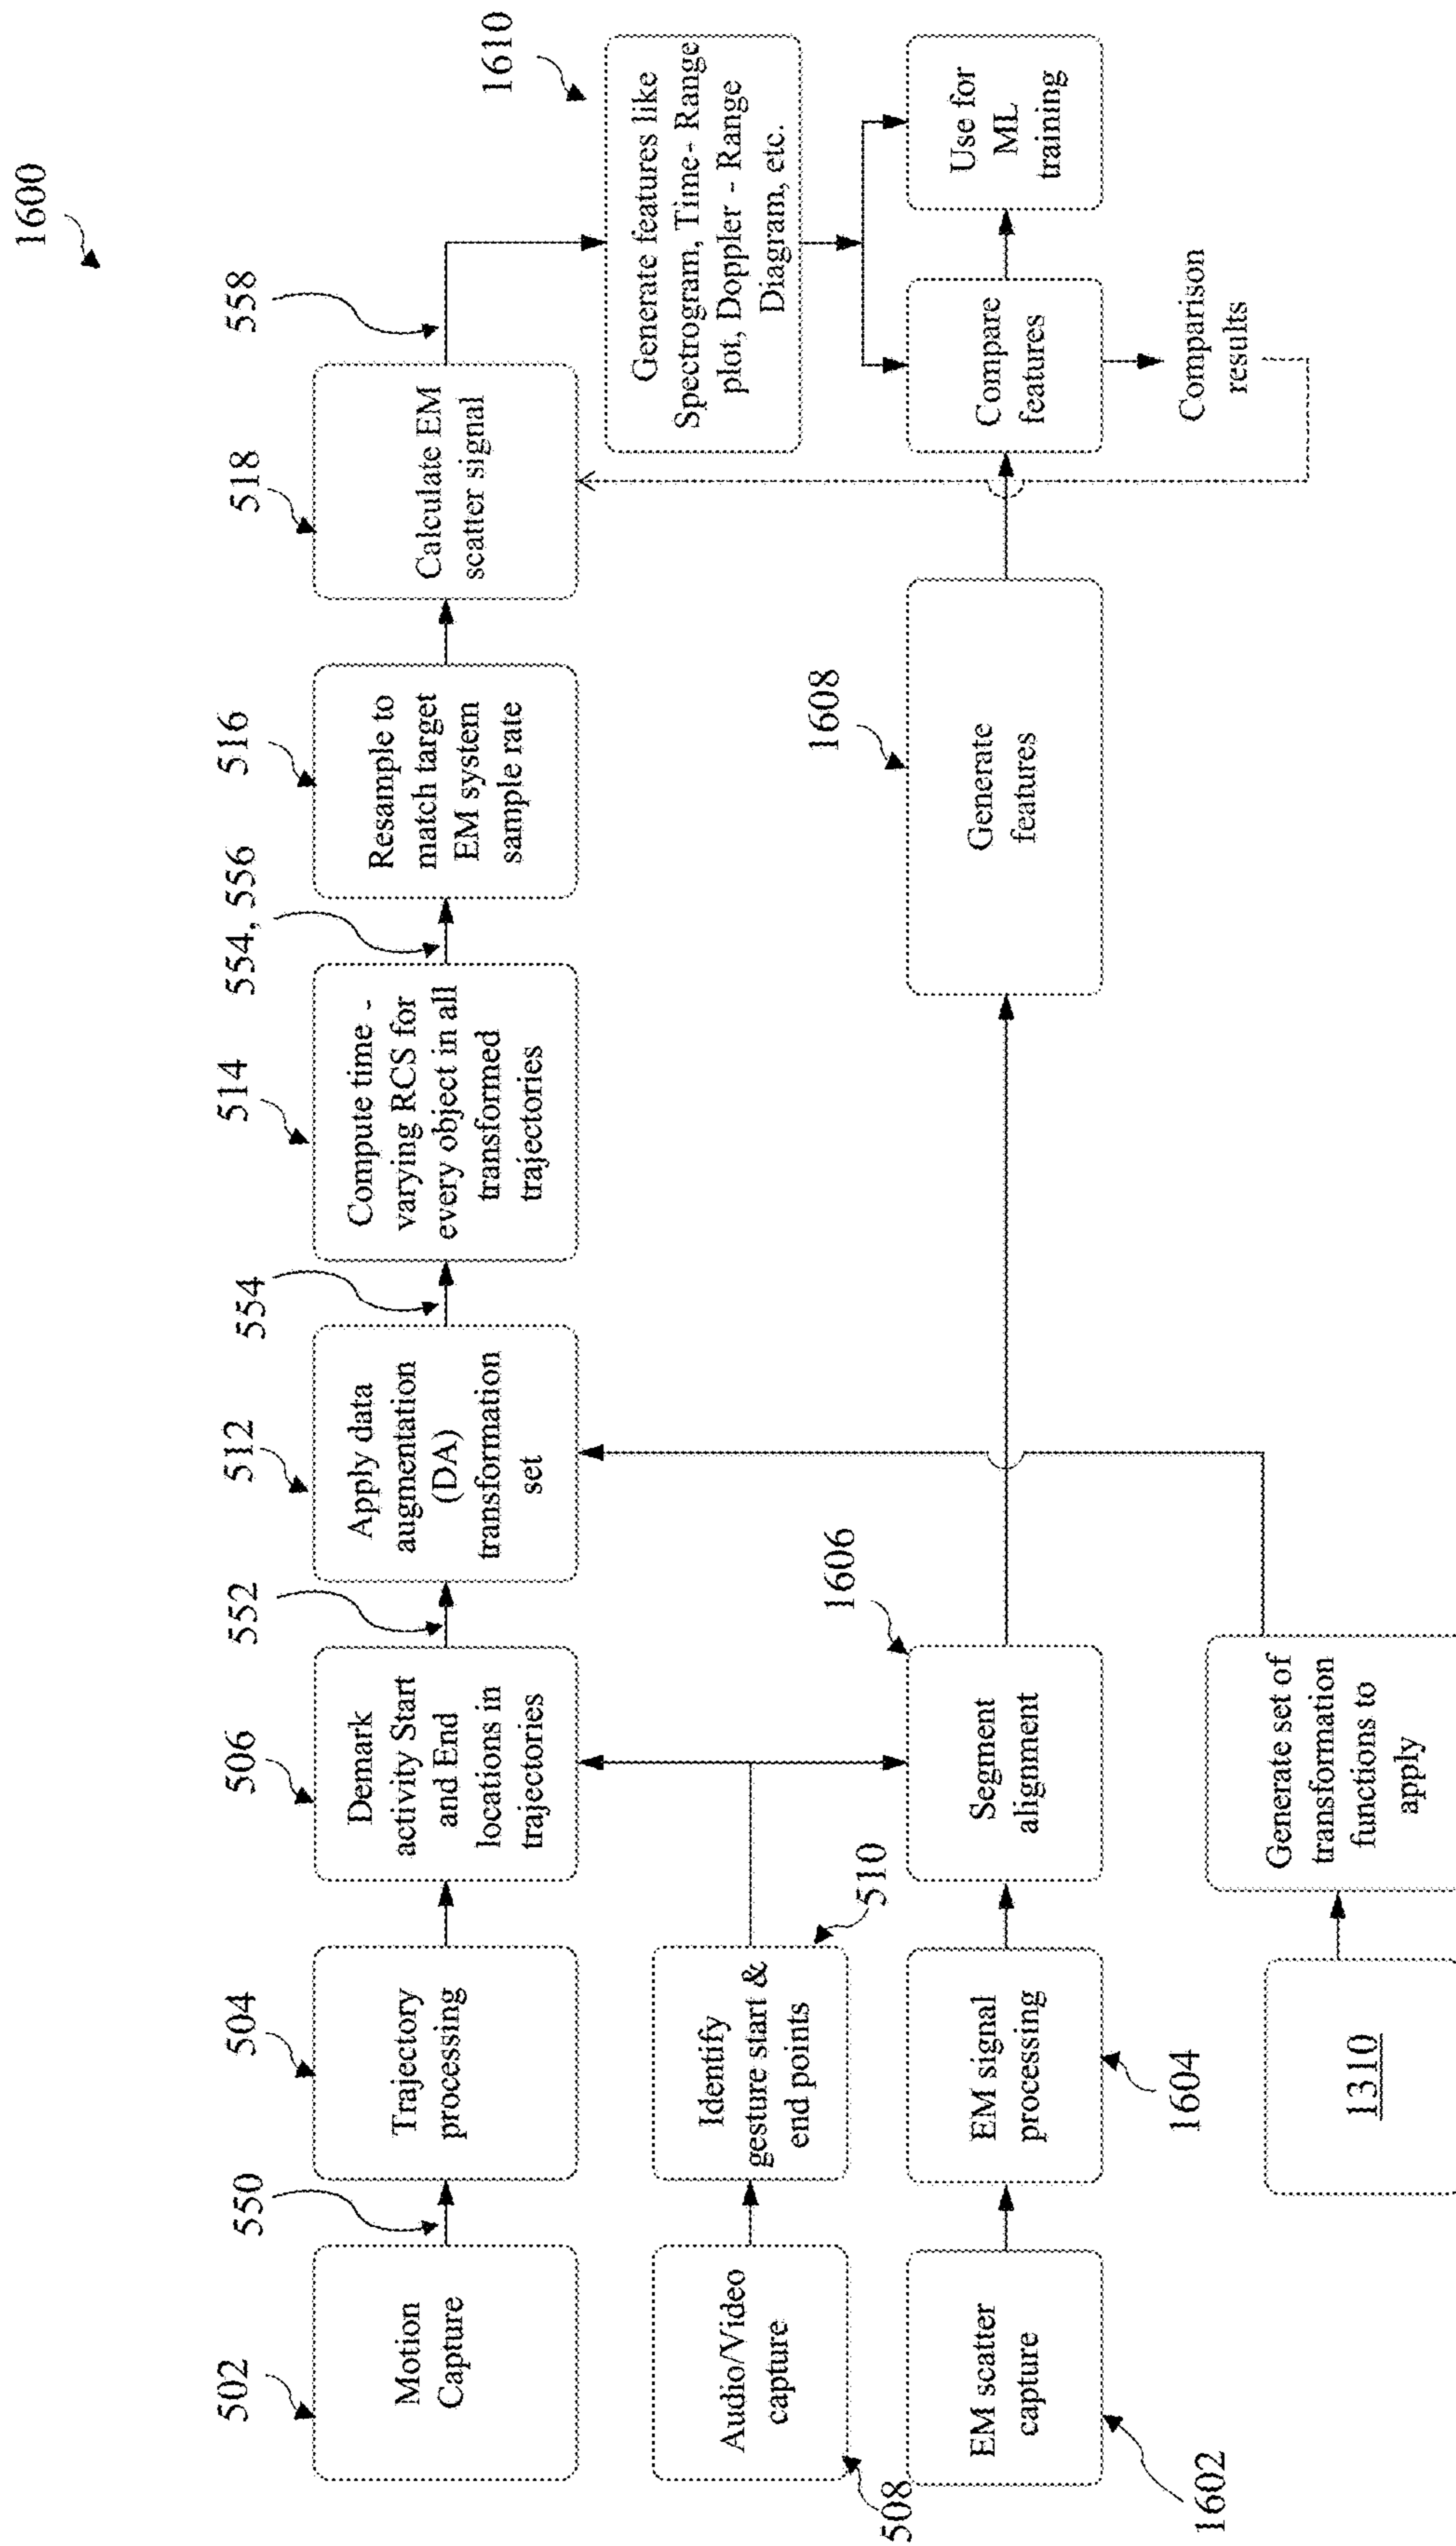 1600
502
Motion
Capture
550
504
Trajectory
processing
506
Demark
activity Start
and End
locations in
trajectories
552
512
Apply data
augmentation
(DA)
transformation
set
554
514
Compute time -
varying RCS for
every object in all
transformed
trajectories
554, 556
516
Resample to
match target
EM system
sample rate
518
Calculate EM
scatter signal
558
508
Audio/Video
capture
Identify
gesture start &
end points
510
1610
Generate features like
Spectrogram, Time- Range
plot, Doppler - Range
Diagram, etc.
1602
EM scatter
capture
EM signal
processing
1604
1606
Segment
alignment
1608
Generate
features
Compare
features
Use for
ML
training
Comparison
results
1310
Generate set of
transformation
functions to
apply